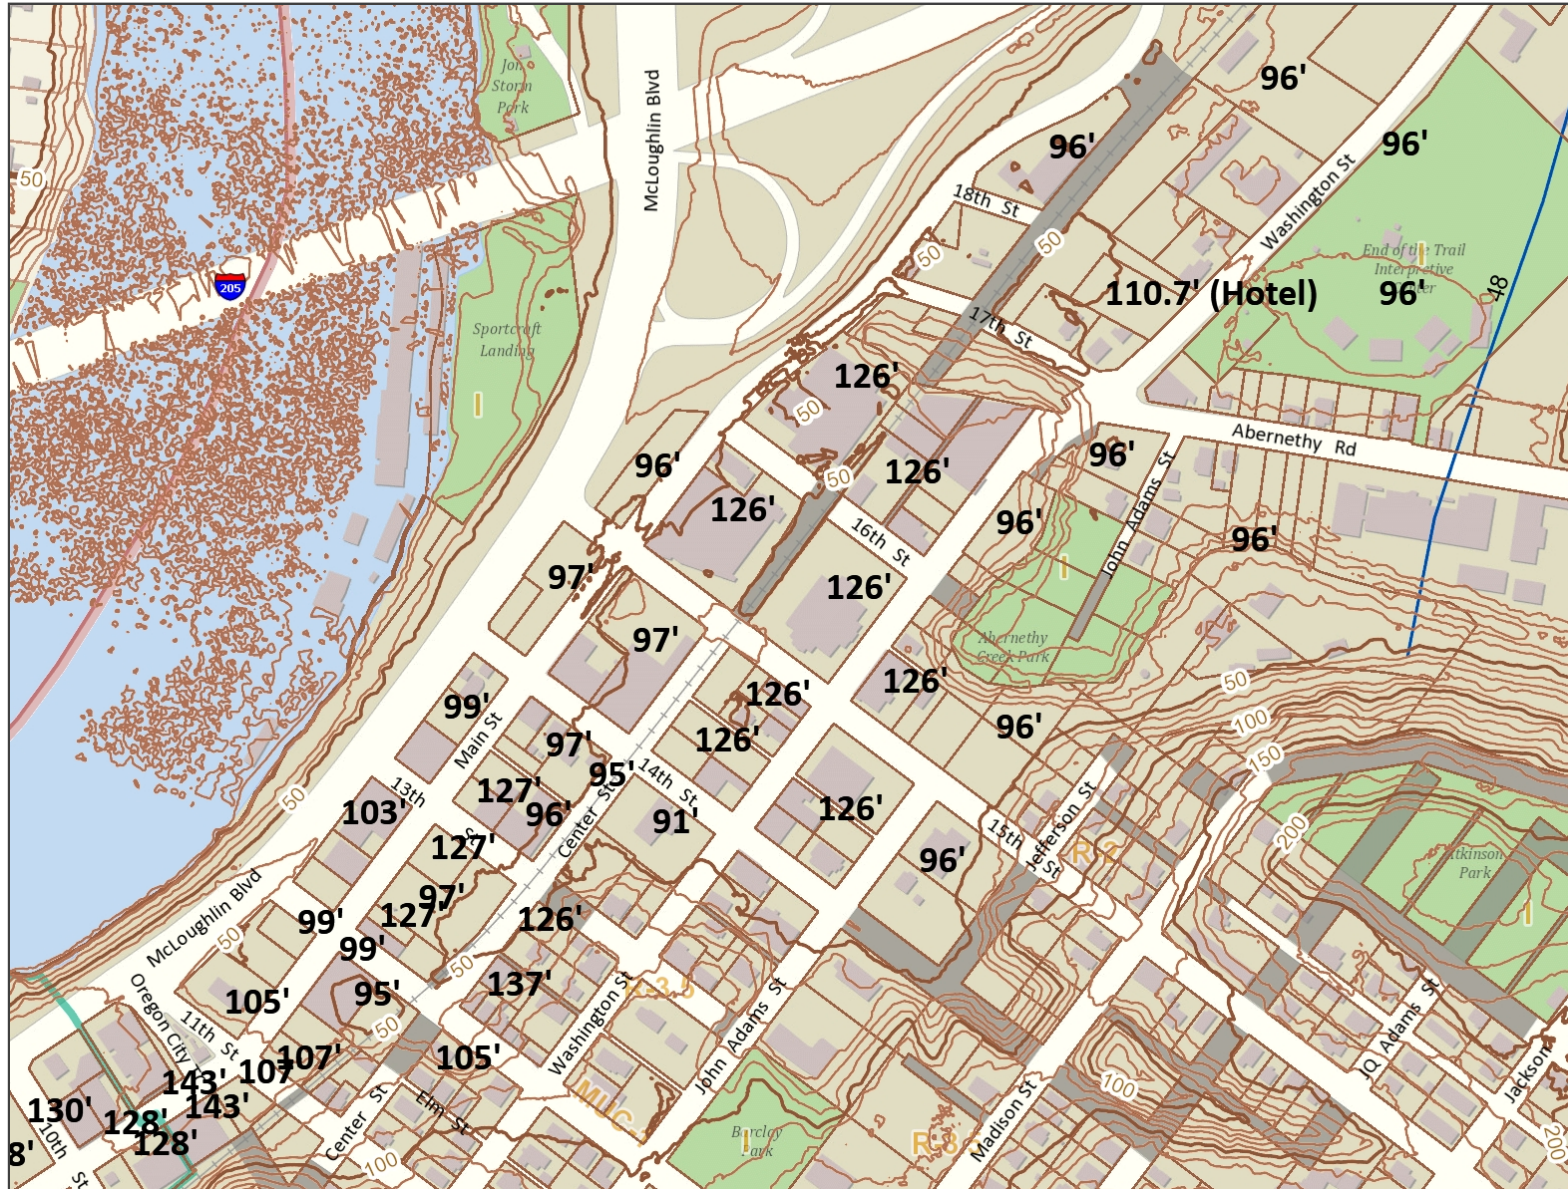 Jon
Storm
Park
McLoughlin Blvd
96'
96'
96'
50
18th St
Washington St
50
50
205
End of the Trail
Interpretive
I
110.7' (Hotel)
96'
48
Sportcraft
Landing
17th St
126'
I
50
Abernethy Rd
96'
96'
126'
50
John Adams St
126'
96'
16th St
96'
I
97'
126'
97'
Abernethy
Creek Park
126'
50
99'
126'
96'
100
Main St
97'
126'
150
95'
14th St
127'
50
13th
103'
96'
Center St
91'
126'
Jefferson St
15th
St
200
127'
96'
R-2
Atkinson
Park
97'
McLoughlin Blvd
99'
127'
126'
I
50
99'
50
137'
95'
Washington St
105'
Oregon City
11th St
50
John Adams St
JQ Adams St
107'
105'
107'
Jackson
143'
143'
Elm St
MUC-1
100
130'
128'
128'
Center St
Madison St
10th
St
Barclay
Park
I
8'
100
200